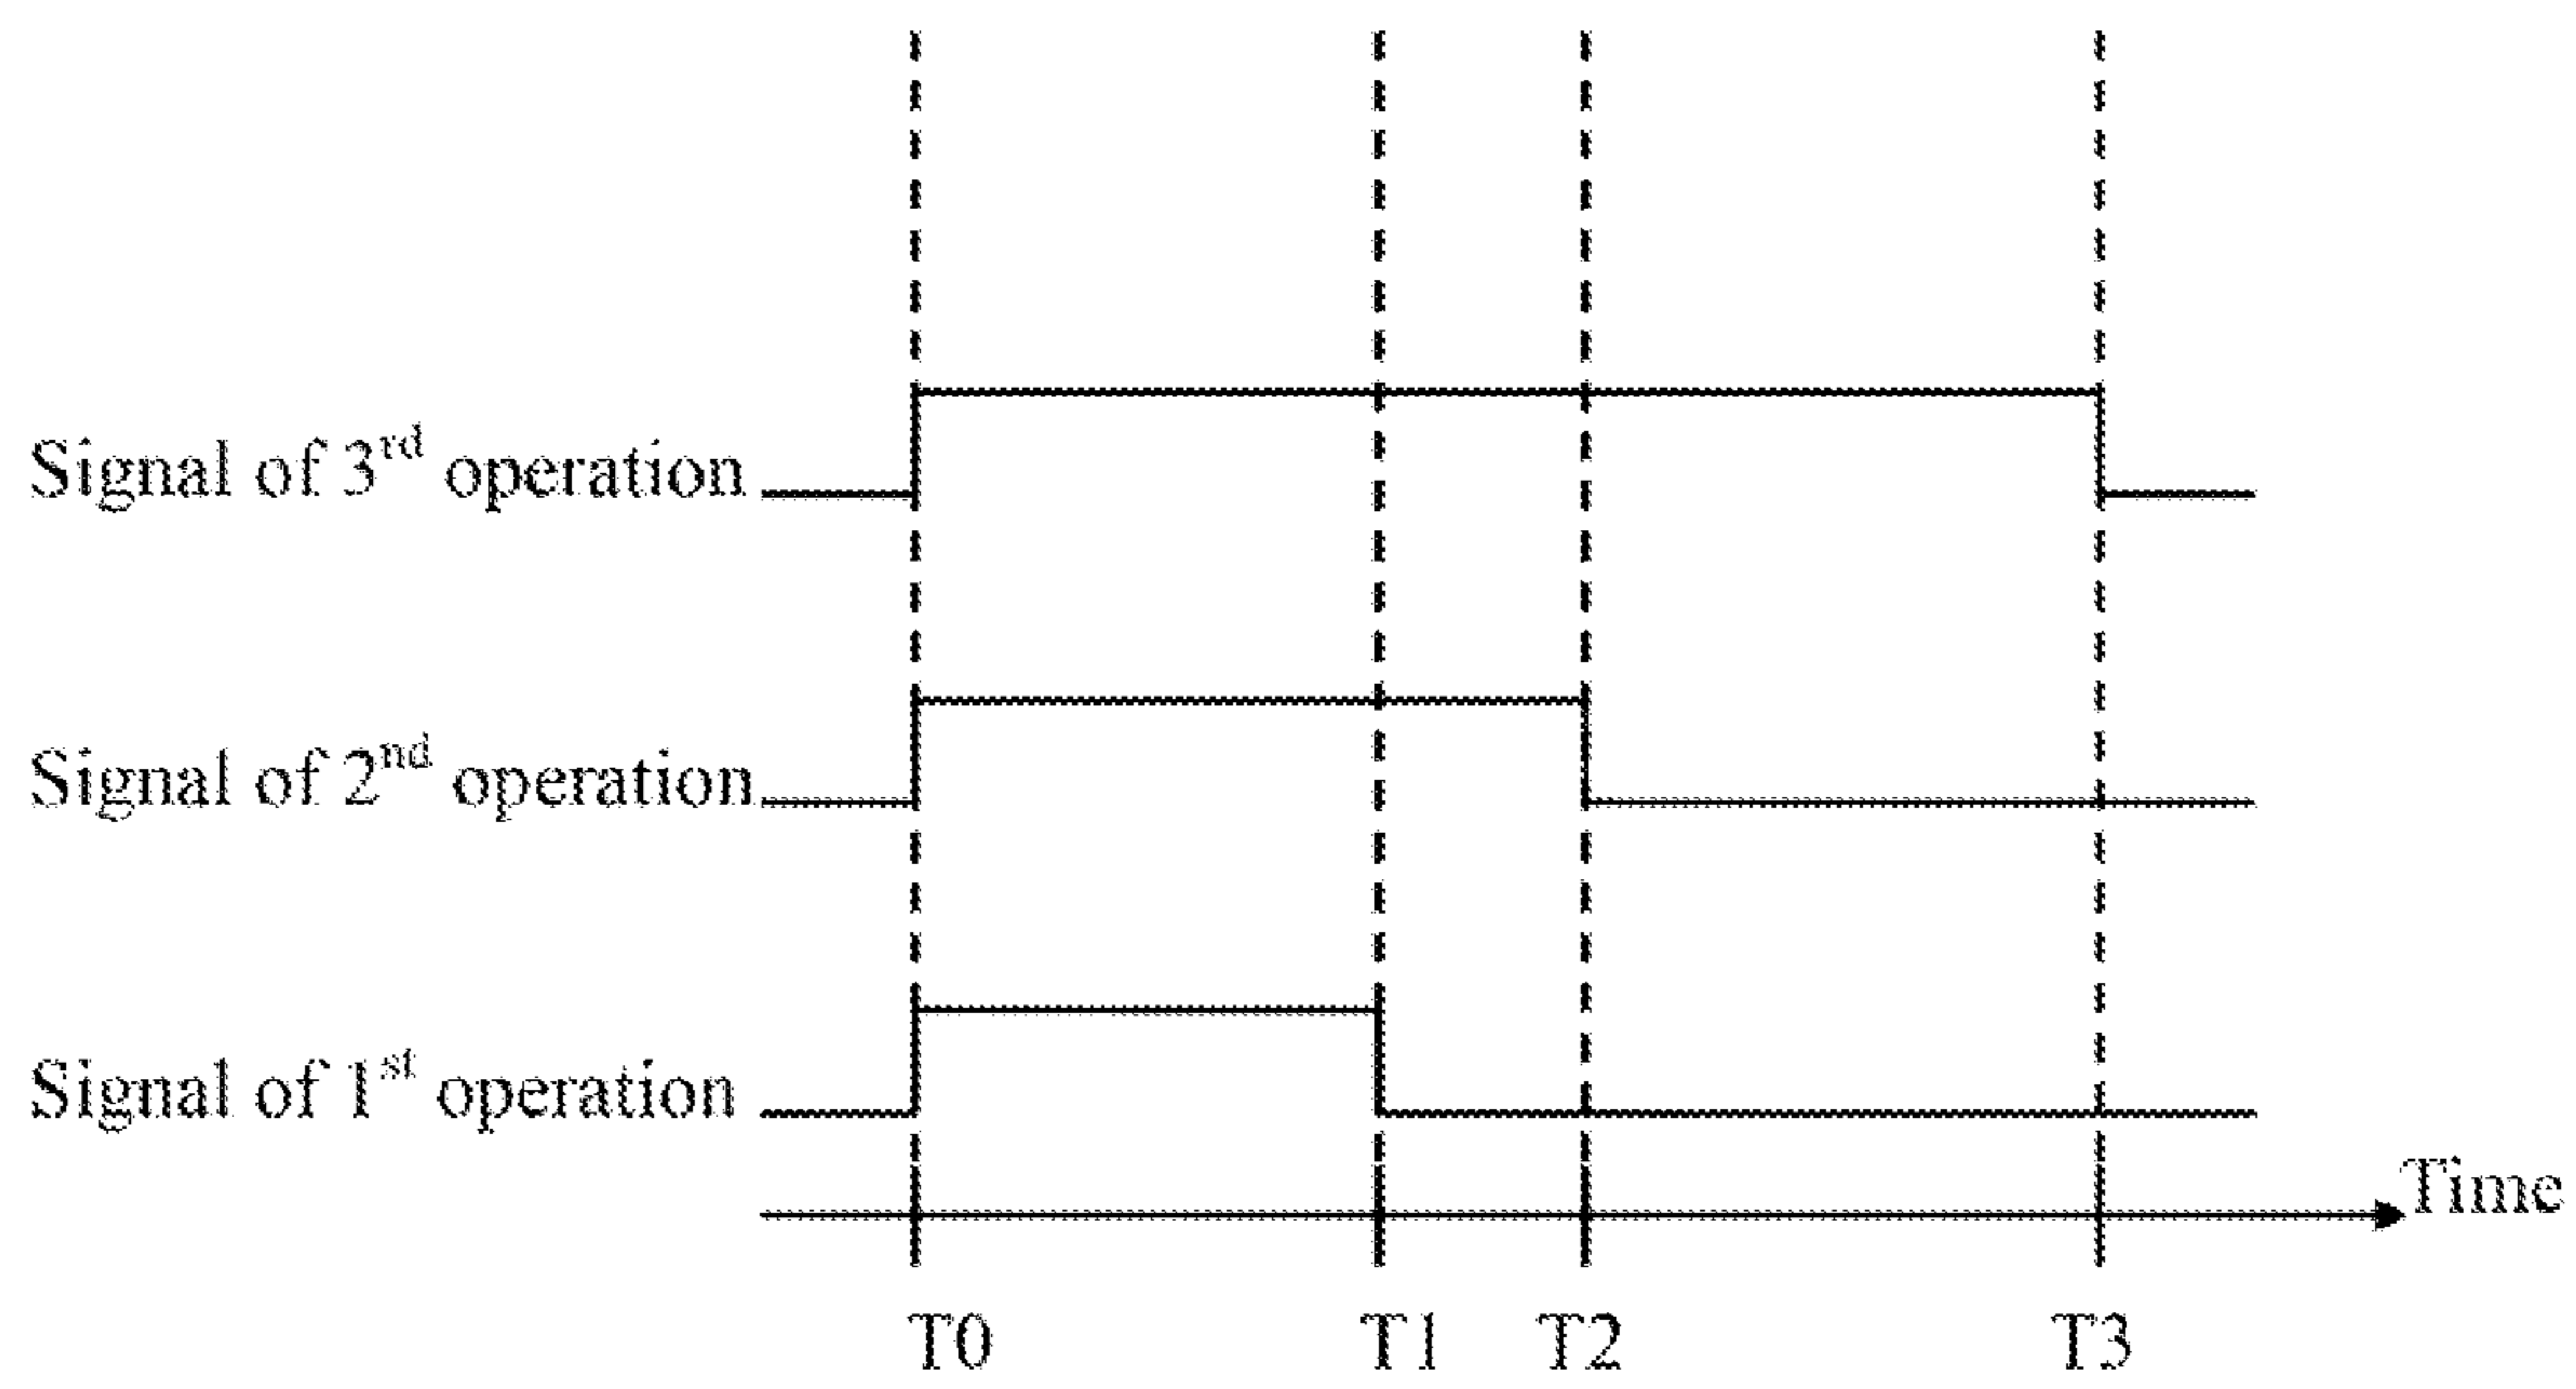 Signal of 3rd operation
Signal of 2nd operation
Signal of 1st operation
Time
T0 T1 T2 T3